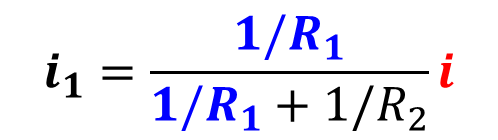 i₁ = (1/R₁)/(1/R₁ + 1/R₂) i